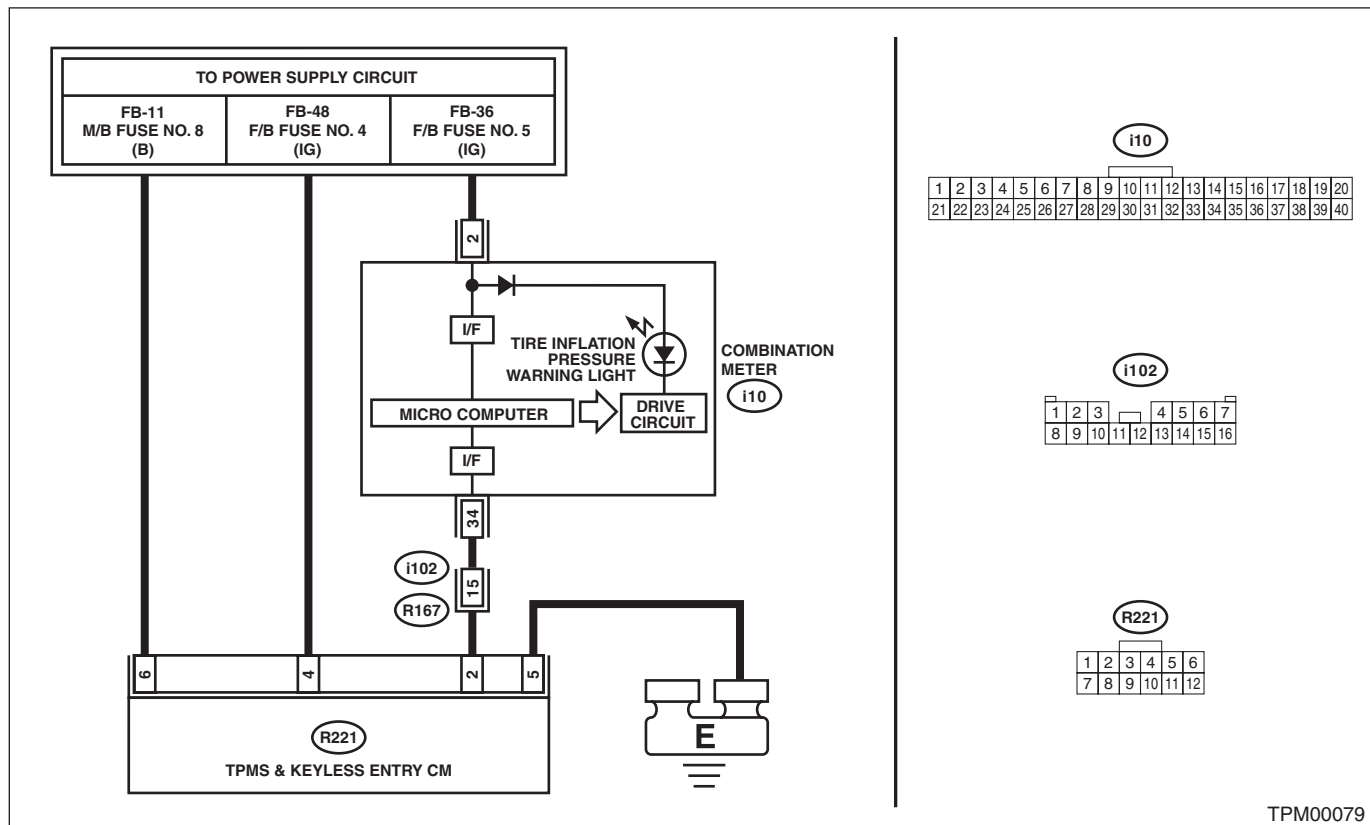 TO POWER SUPPLY CIRCUIT
FB-11
M/B FUSE NO. 8
(B)
FB-48
F/B FUSE NO. 4
(IG)
FB-36
F/B FUSE NO. 5
(IG)
2
I/F
TIRE INFLATION
PRESSURE
WARNING LIGHT
COMBINATION
METER
i10
MICRO COMPUTER
DRIVE
CIRCUIT
I/F
34
i102
15
R167
6
4
2
5
R221
TPMS & KEYLESS ENTRY CM
E
i10
1 2 3 4 5 6 7 8 9 10 11 12 13 14 15 16 17 18 19 20
21 22 23 24 25 26 27 28 29 30 31 32 33 34 35 36 37 38 39 40
i102
1 2 3 4 5 6 7
8 9 10 11 12 13 14 15 16
R221
1 2 3 4 5 6
7 8 9 10 11 12
TPM00079